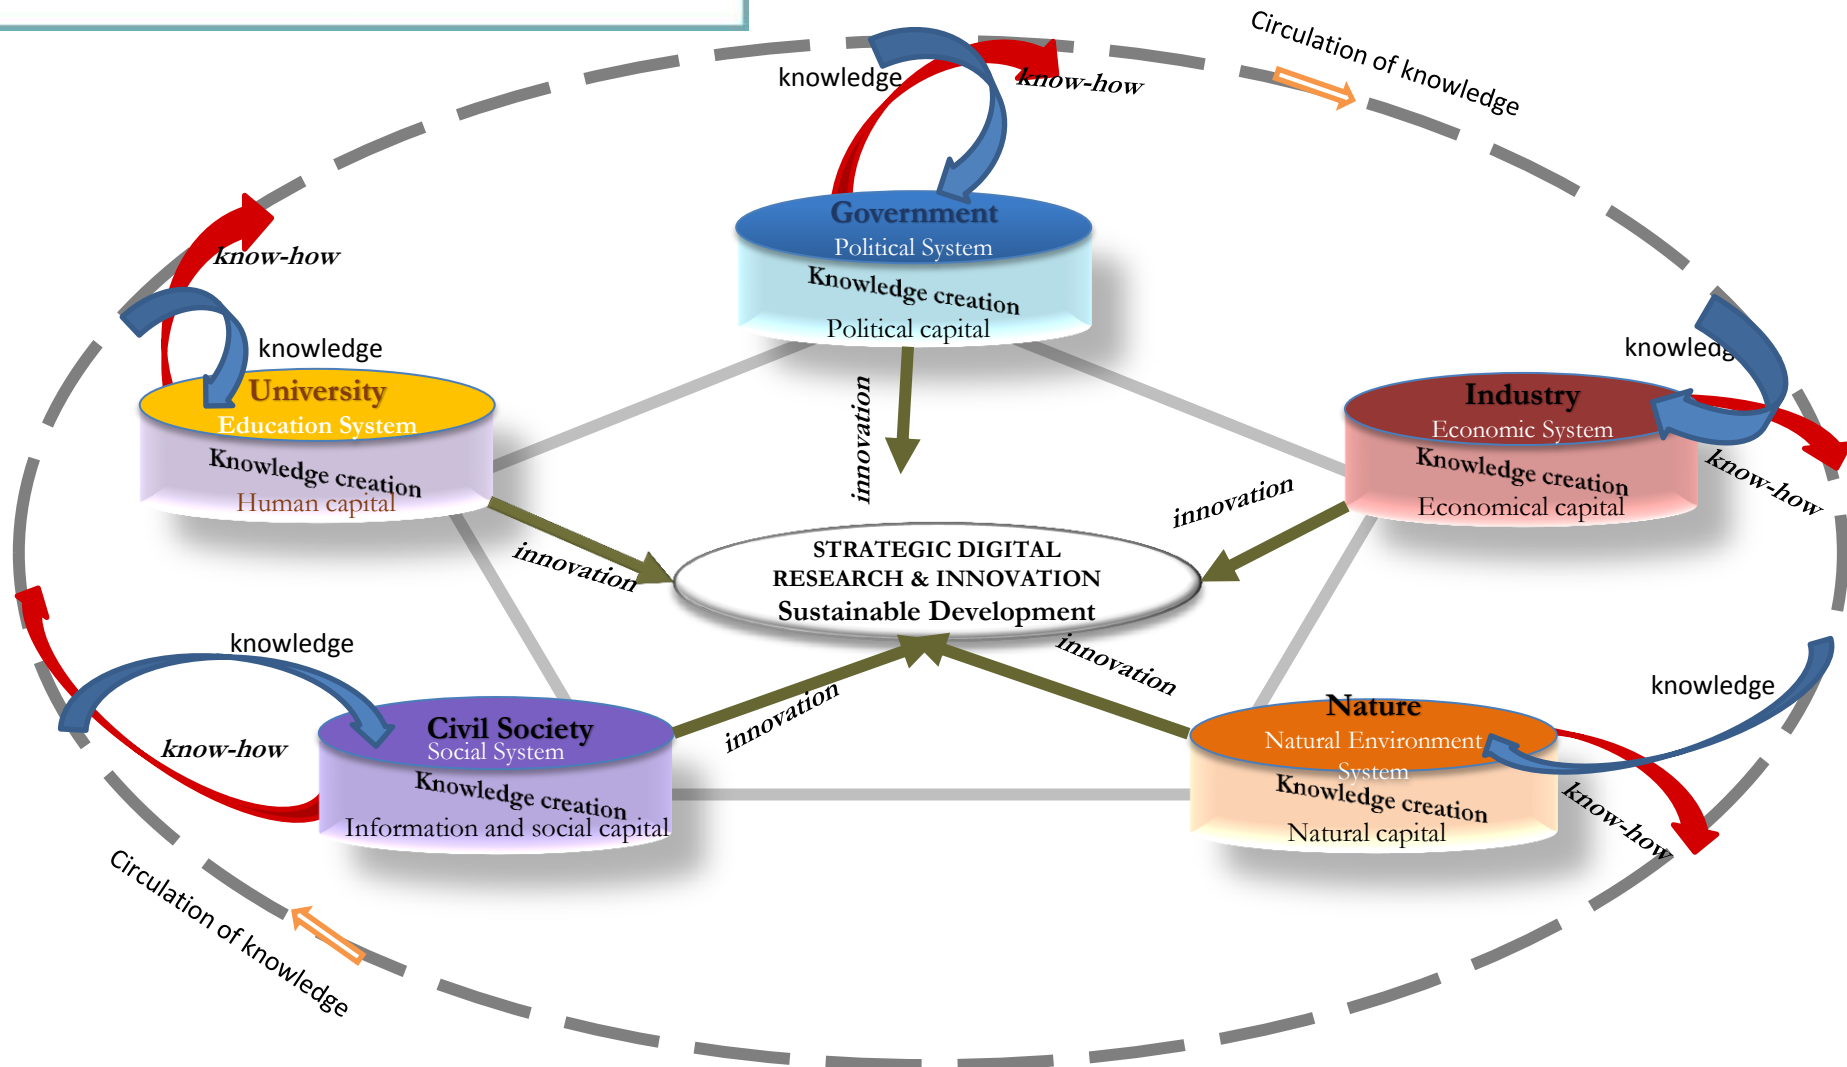 Circulation of knowledge
knowledge
know-how
Government
Political System
Knowledge creation
Political capital
know-how
knowledge
University
Education System
Knowledge creation
Human capital
innovation
knowledge
Industry
Economic System
Knowledge creation
Economical capital
know-how
innovation
innovation
STRATEGIC DIGITAL
RESEARCH & INNOVATION
Sustainable Development
knowledge
know-how
Civil Society
Social System
Knowledge creation
Information and social capital
innovation
innovation
knowledge
Nature
Natural Environment
System
Knowledge creation
Natural capital
know-how
Circulation of knowledge